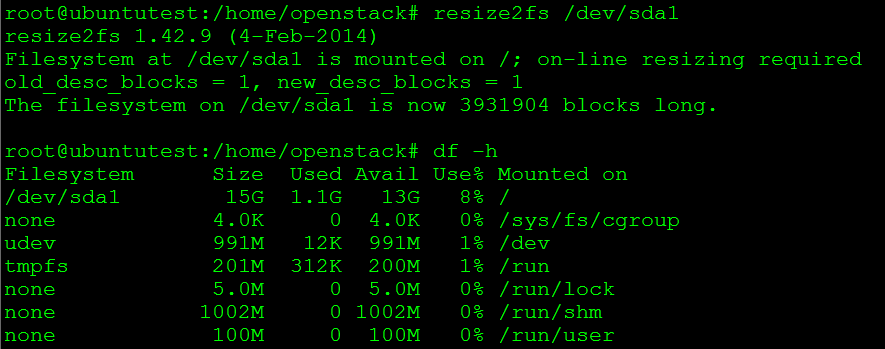 root@ubuntutest:/home/openstack# resize2fs /dev/sda1
resize2fs 1.42.9 (4-Feb-2014)
Filesystem at /dev/sda1 is mounted on /; on-line resizing required
old_desc_blocks = 1, new_desc_blocks = 1
The filesystem on /dev/sda1 is now 3931904 blocks long.

root@ubuntutest:/home/openstack# df -h
Filesystem      Size  Used Avail Use% Mounted on
/dev/sda1        15G  1.1G   13G   8% /
none            4.0K     0  4.0K   0% /sys/fs/cgroup
udev            991M   12K  991M   1% /dev
tmpfs           201M  312K  200M   1% /run
none            5.0M     0  5.0M   0% /run/lock
none           1002M     0 1002M   0% /run/shm
none            100M     0  100M   0% /run/user